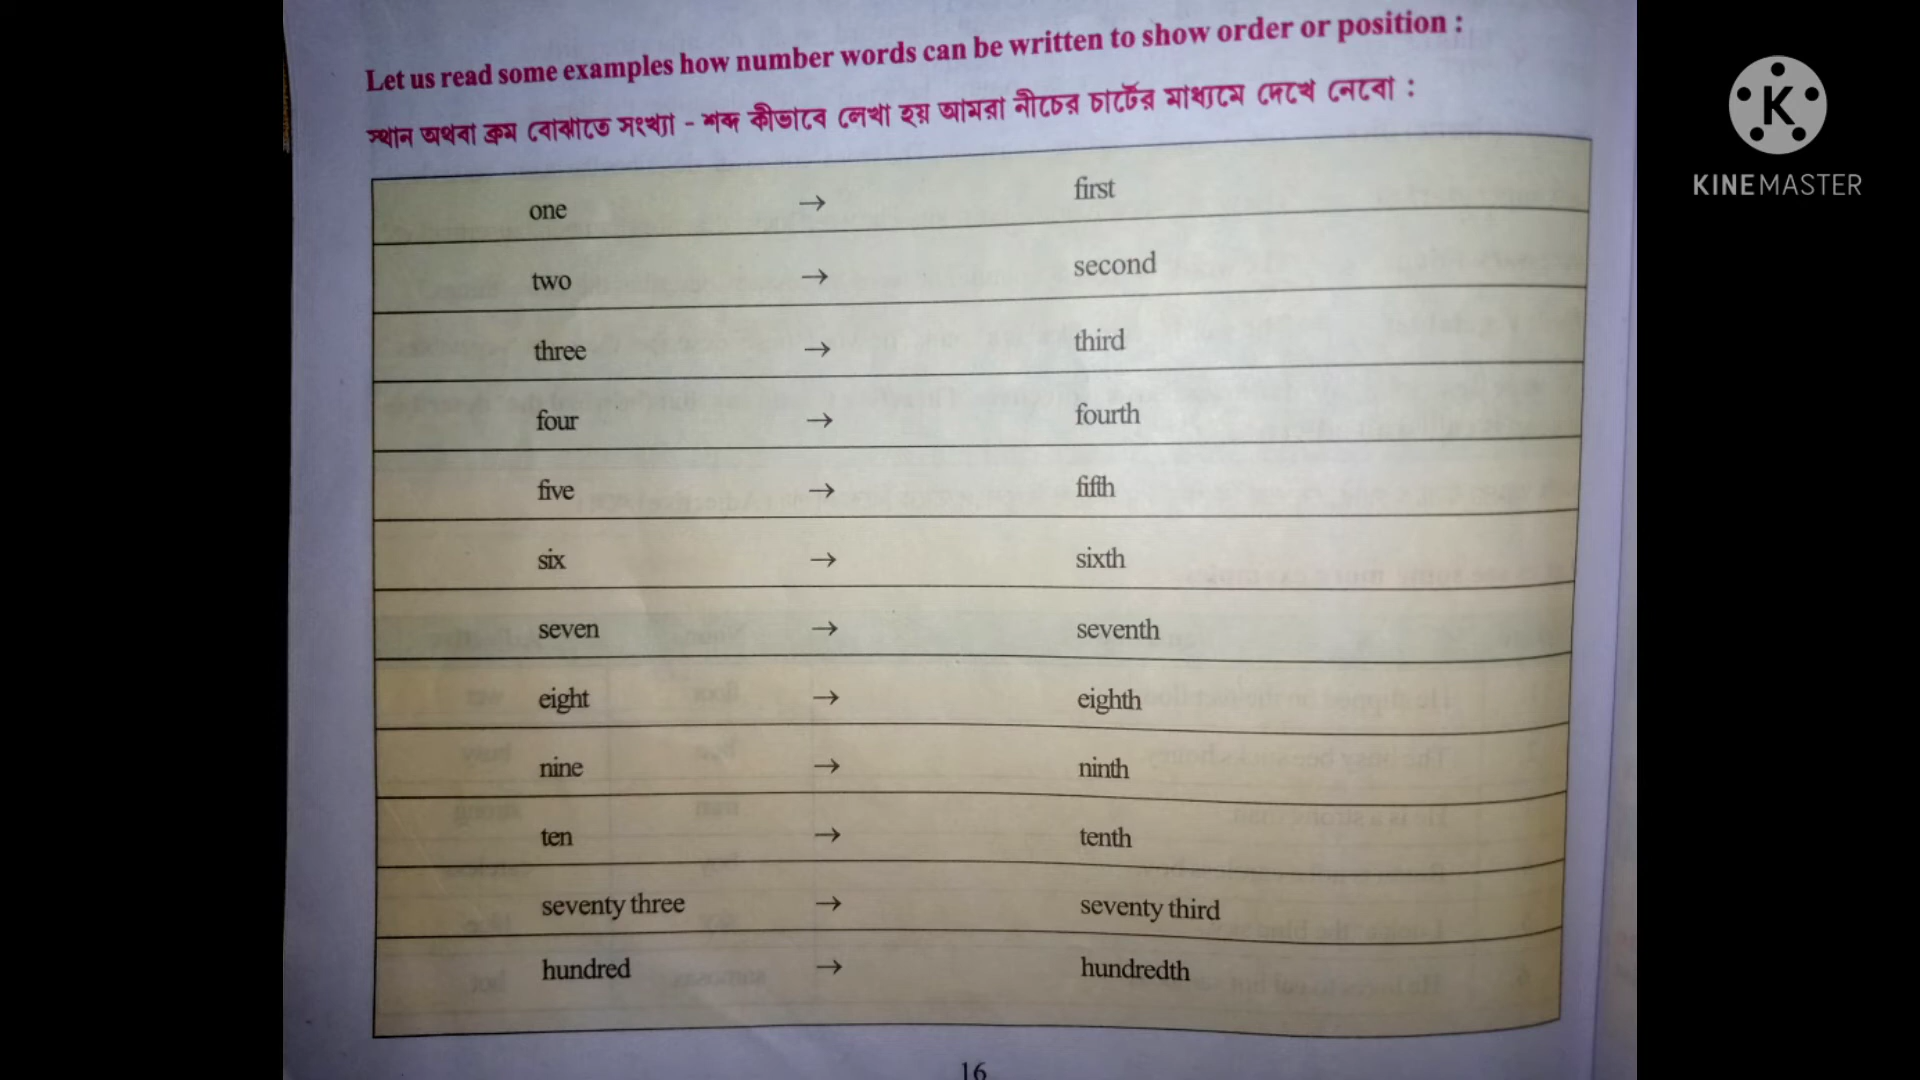 Let us read some examples how number words can be written to show order or position :
স্থান অথবা ক্রম বোঝাতে সংখ্যা - শব্দ কীভাবে লেখা হয় আমরা নীচের চার্টের মাধ্যমে দেখে নেবো :
one → first
two → second
three → third
four → fourth
five → fifth
six → sixth
seven → seventh
eight → eighth
nine → ninth
ten → tenth
seventy three → seventy third
hundred → hundredth
16
K
KINEMASTER